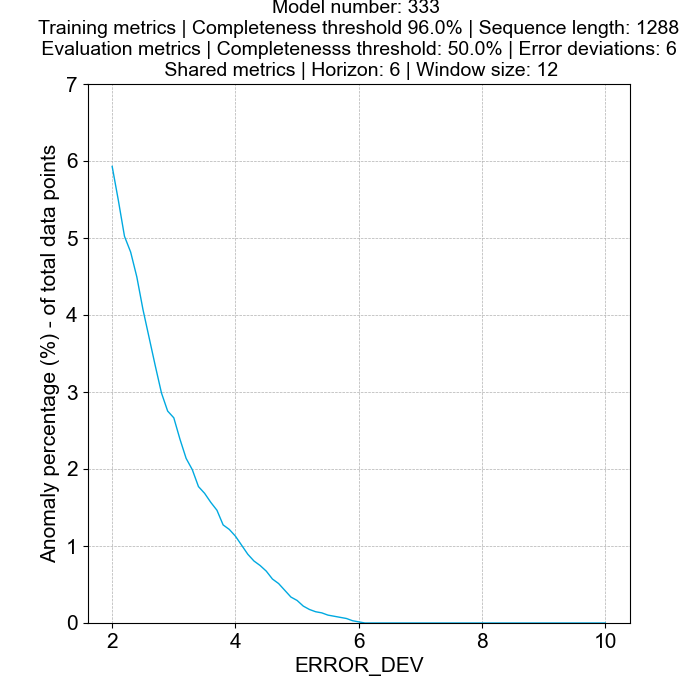 Model number: 333
Training metrics | Completeness threshold 96.0% | Sequence length: 1288
Evaluation metrics | Completenesss threshold: 50.0% | Error deviations: 6
Shared metrics | Horizon: 6 | Window size: 12
7
6
5
4
3
2
1
0
Anomaly percentage (%) - of total data points
2 4 6 8 10
ERROR_DEV